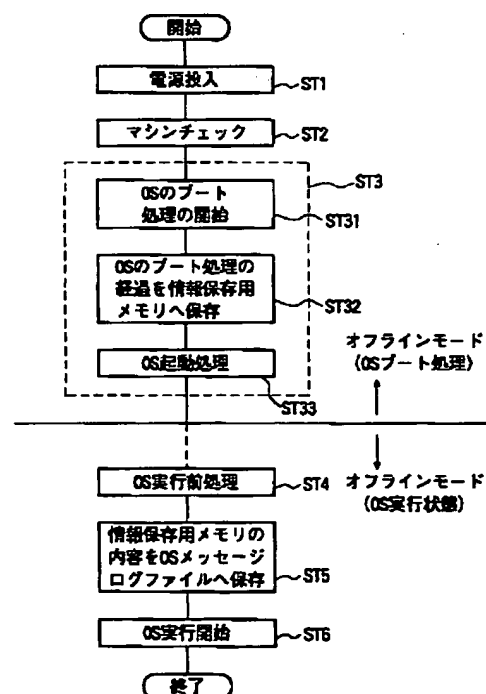 開始
電源投入
ST1
マシンチェック
ST2
ST3
OSのブート
処理の開始
ST31
OSのブート処理の
経過を情報保存用
メモリへ保存
ST32
オフラインモード
(OSブート処理)
OS起動処理
ST33
OS実行前処理
ST4
オフラインモード
(OS実行状態)
情報保存用メモリの
内容をOSメッセージ
ログファイルへ保存
ST5
OS実行開始
ST6
終了